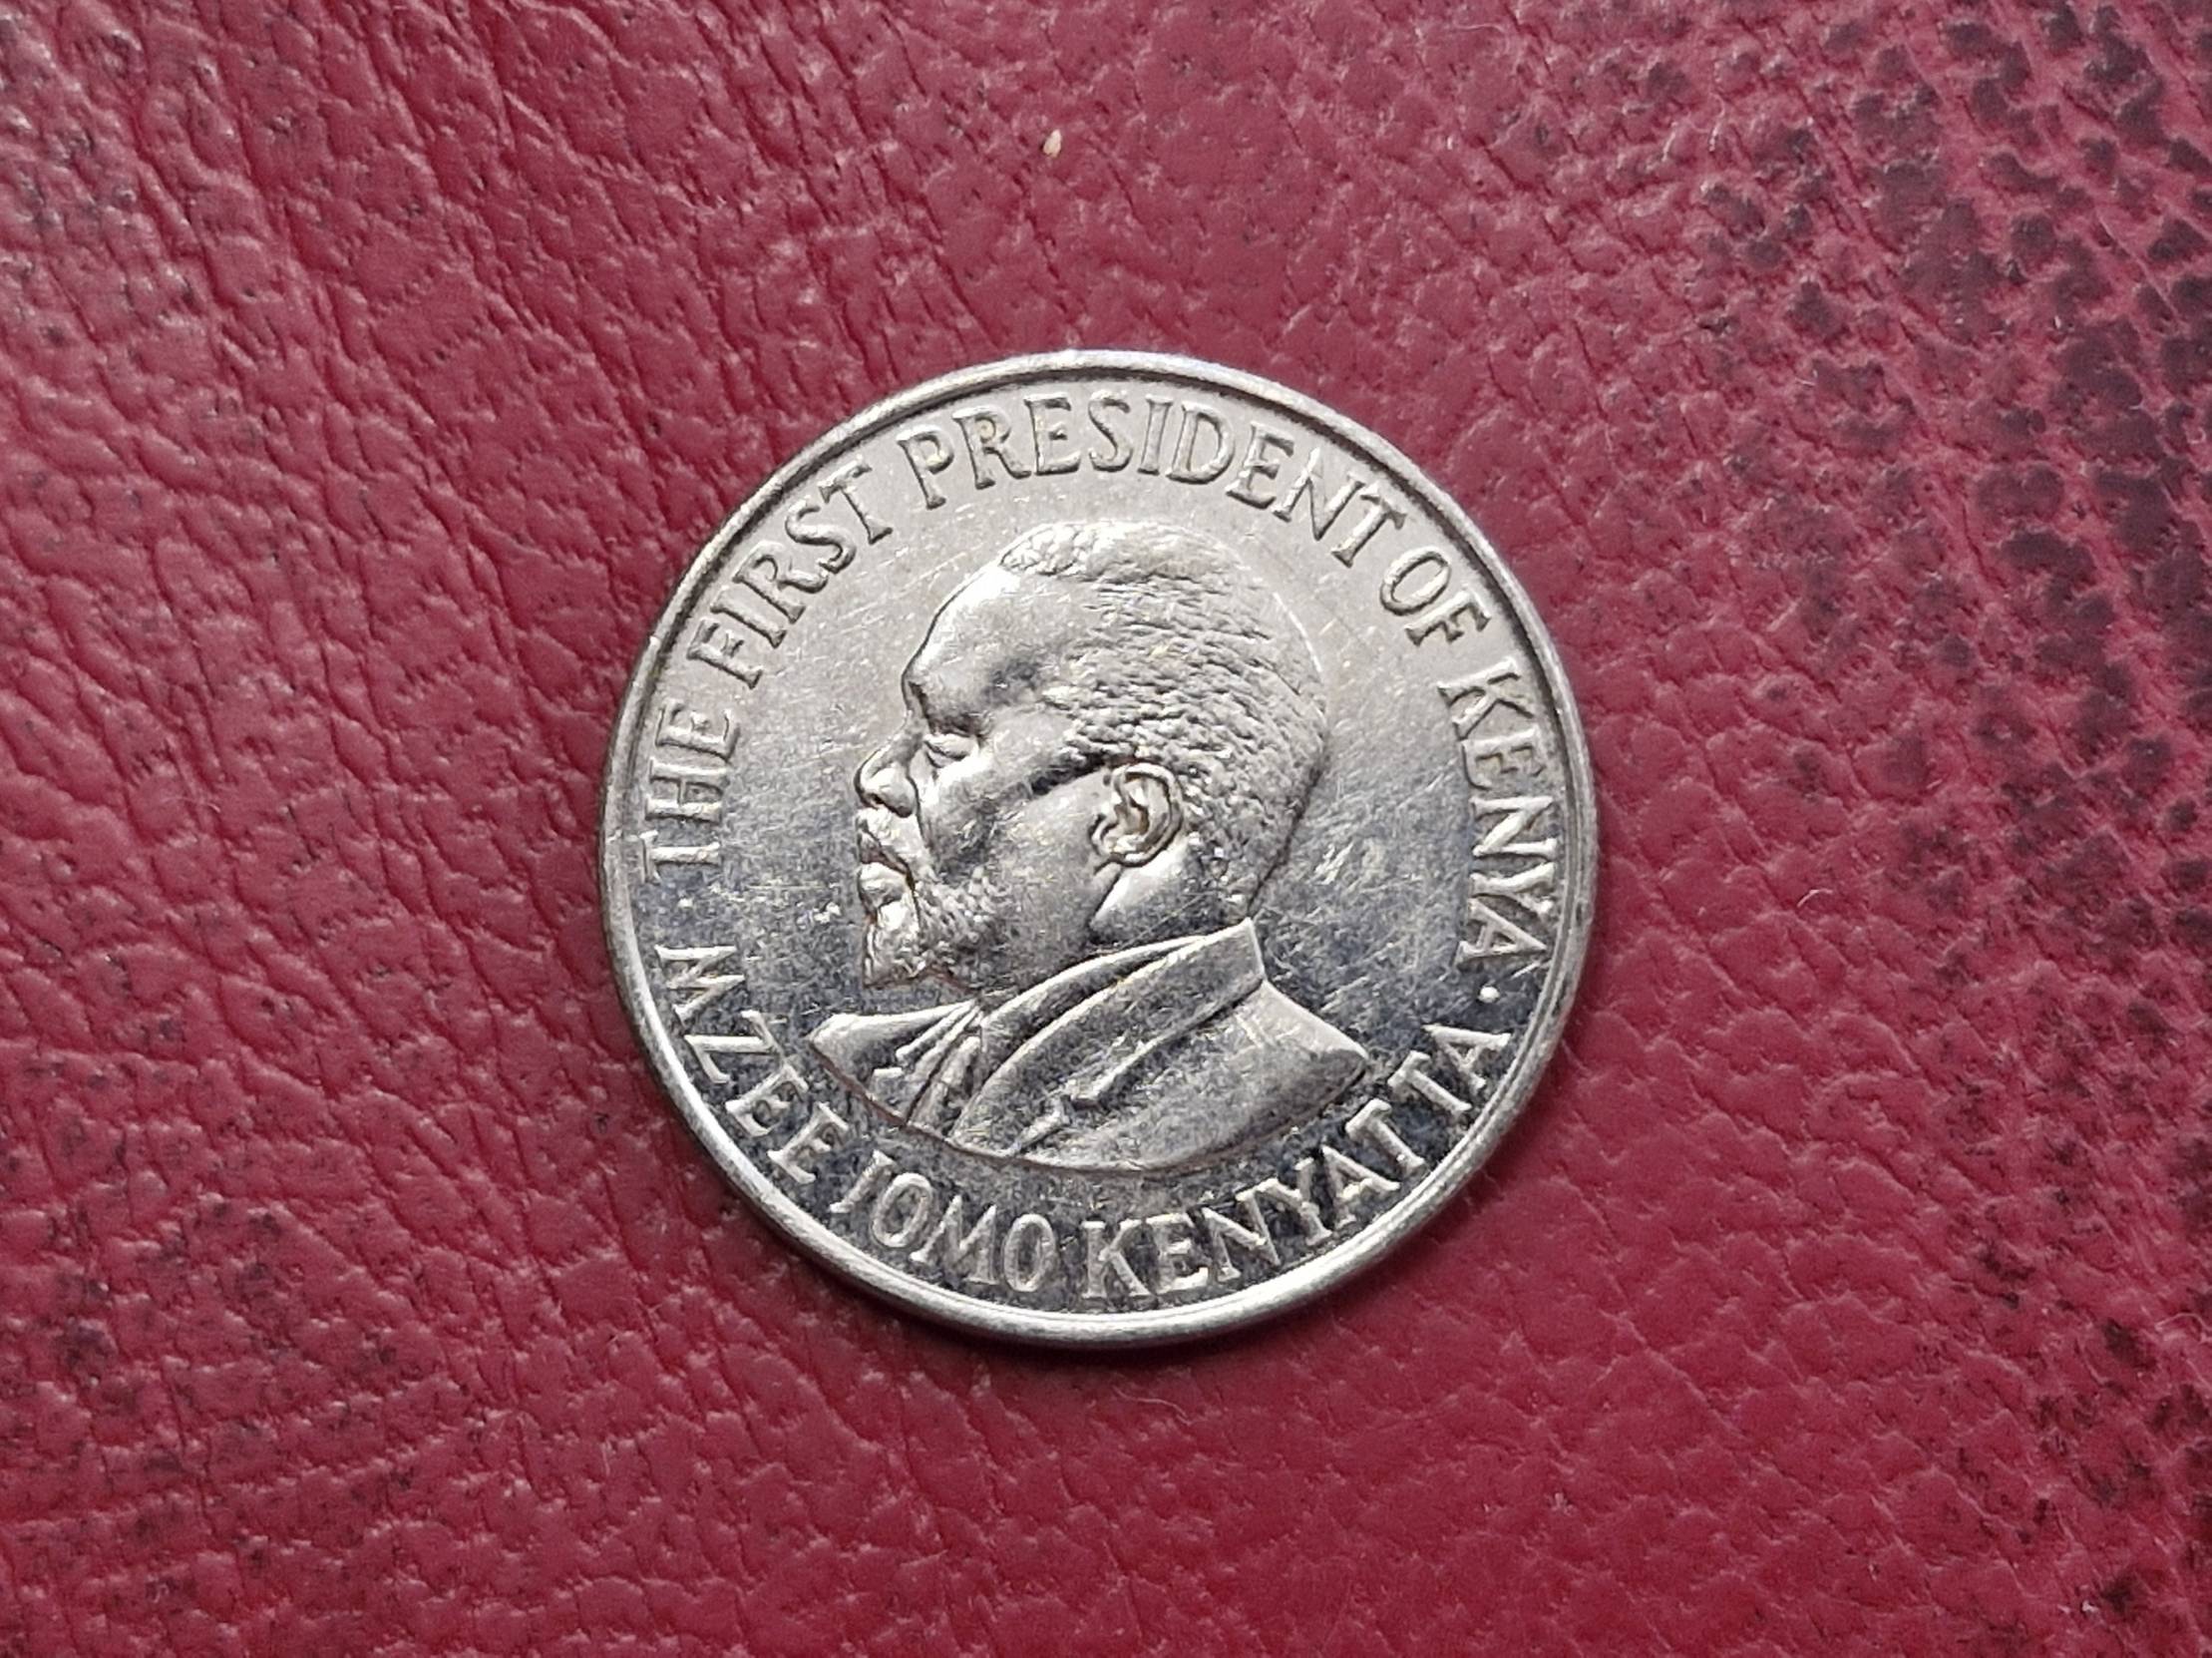 · THE FIRST PRESIDENT OF KENYA ·
MZEE JOMO KENYATTA